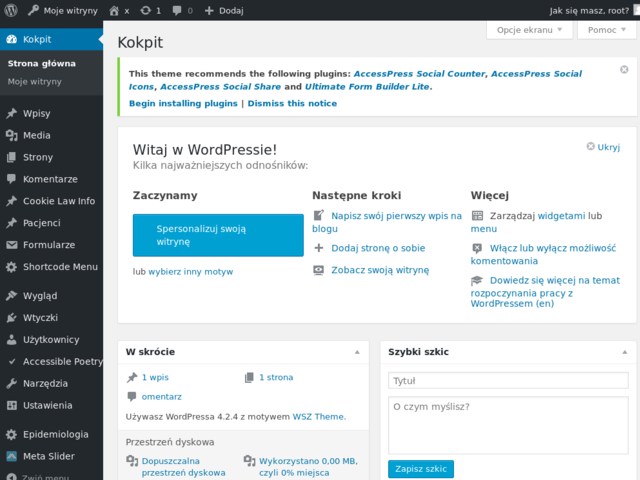 Moje witryny
x
1
0
Dodaj
Jak się masz, root?
Kokpit
Strona główna
Moje witryny
Wpisy
Media
Strony
Komentarze
Cookie Law Info
Pacjenci
Formularze
Shortcode Menu
Wygląd
Wtyczki
Użytkownicy
Accessible Poetry
Narzędzia
Ustawienia
Epidemiologia
Meta Slider
Zwiń menu
Opcje ekranu
Pomoc
Kokpit
This theme recommends the following plugins: AccessPress Social Counter, AccessPress Social
Icons, AccessPress Social Share and Ultimate Form Builder Lite.
Begin installing plugins | Dismiss this notice
Witaj w WordPressie!
Ukryj
Kilka najważniejszych odnośników:
Zaczynamy
Spersonalizuj swoją
witrynę
lub wybierz inny motyw
Następne kroki
Napisz swój pierwszy wpis na
blogu
Dodaj stronę o sobie
Zobacz swoją witrynę
Więcej
Zarządzaj widgetami lub
menu
Włącz lub wyłącz możliwość
komentowania
Dowiedz się więcej na temat
rozpoczynania pracy z
WordPressem (en)
W skrócie
1 wpis
1 strona
omentarz
Używasz WordPressa 4.2.4 z motywem WSZ Theme.
Przestrzeń dyskowa
Dopuszczalna
przestrzeń dyskowa
Wykorzystano 0,00 MB,
czyli 0% miejsca
Szybki szkic
Tytuł
O czym myślisz?
Zapisz szkic